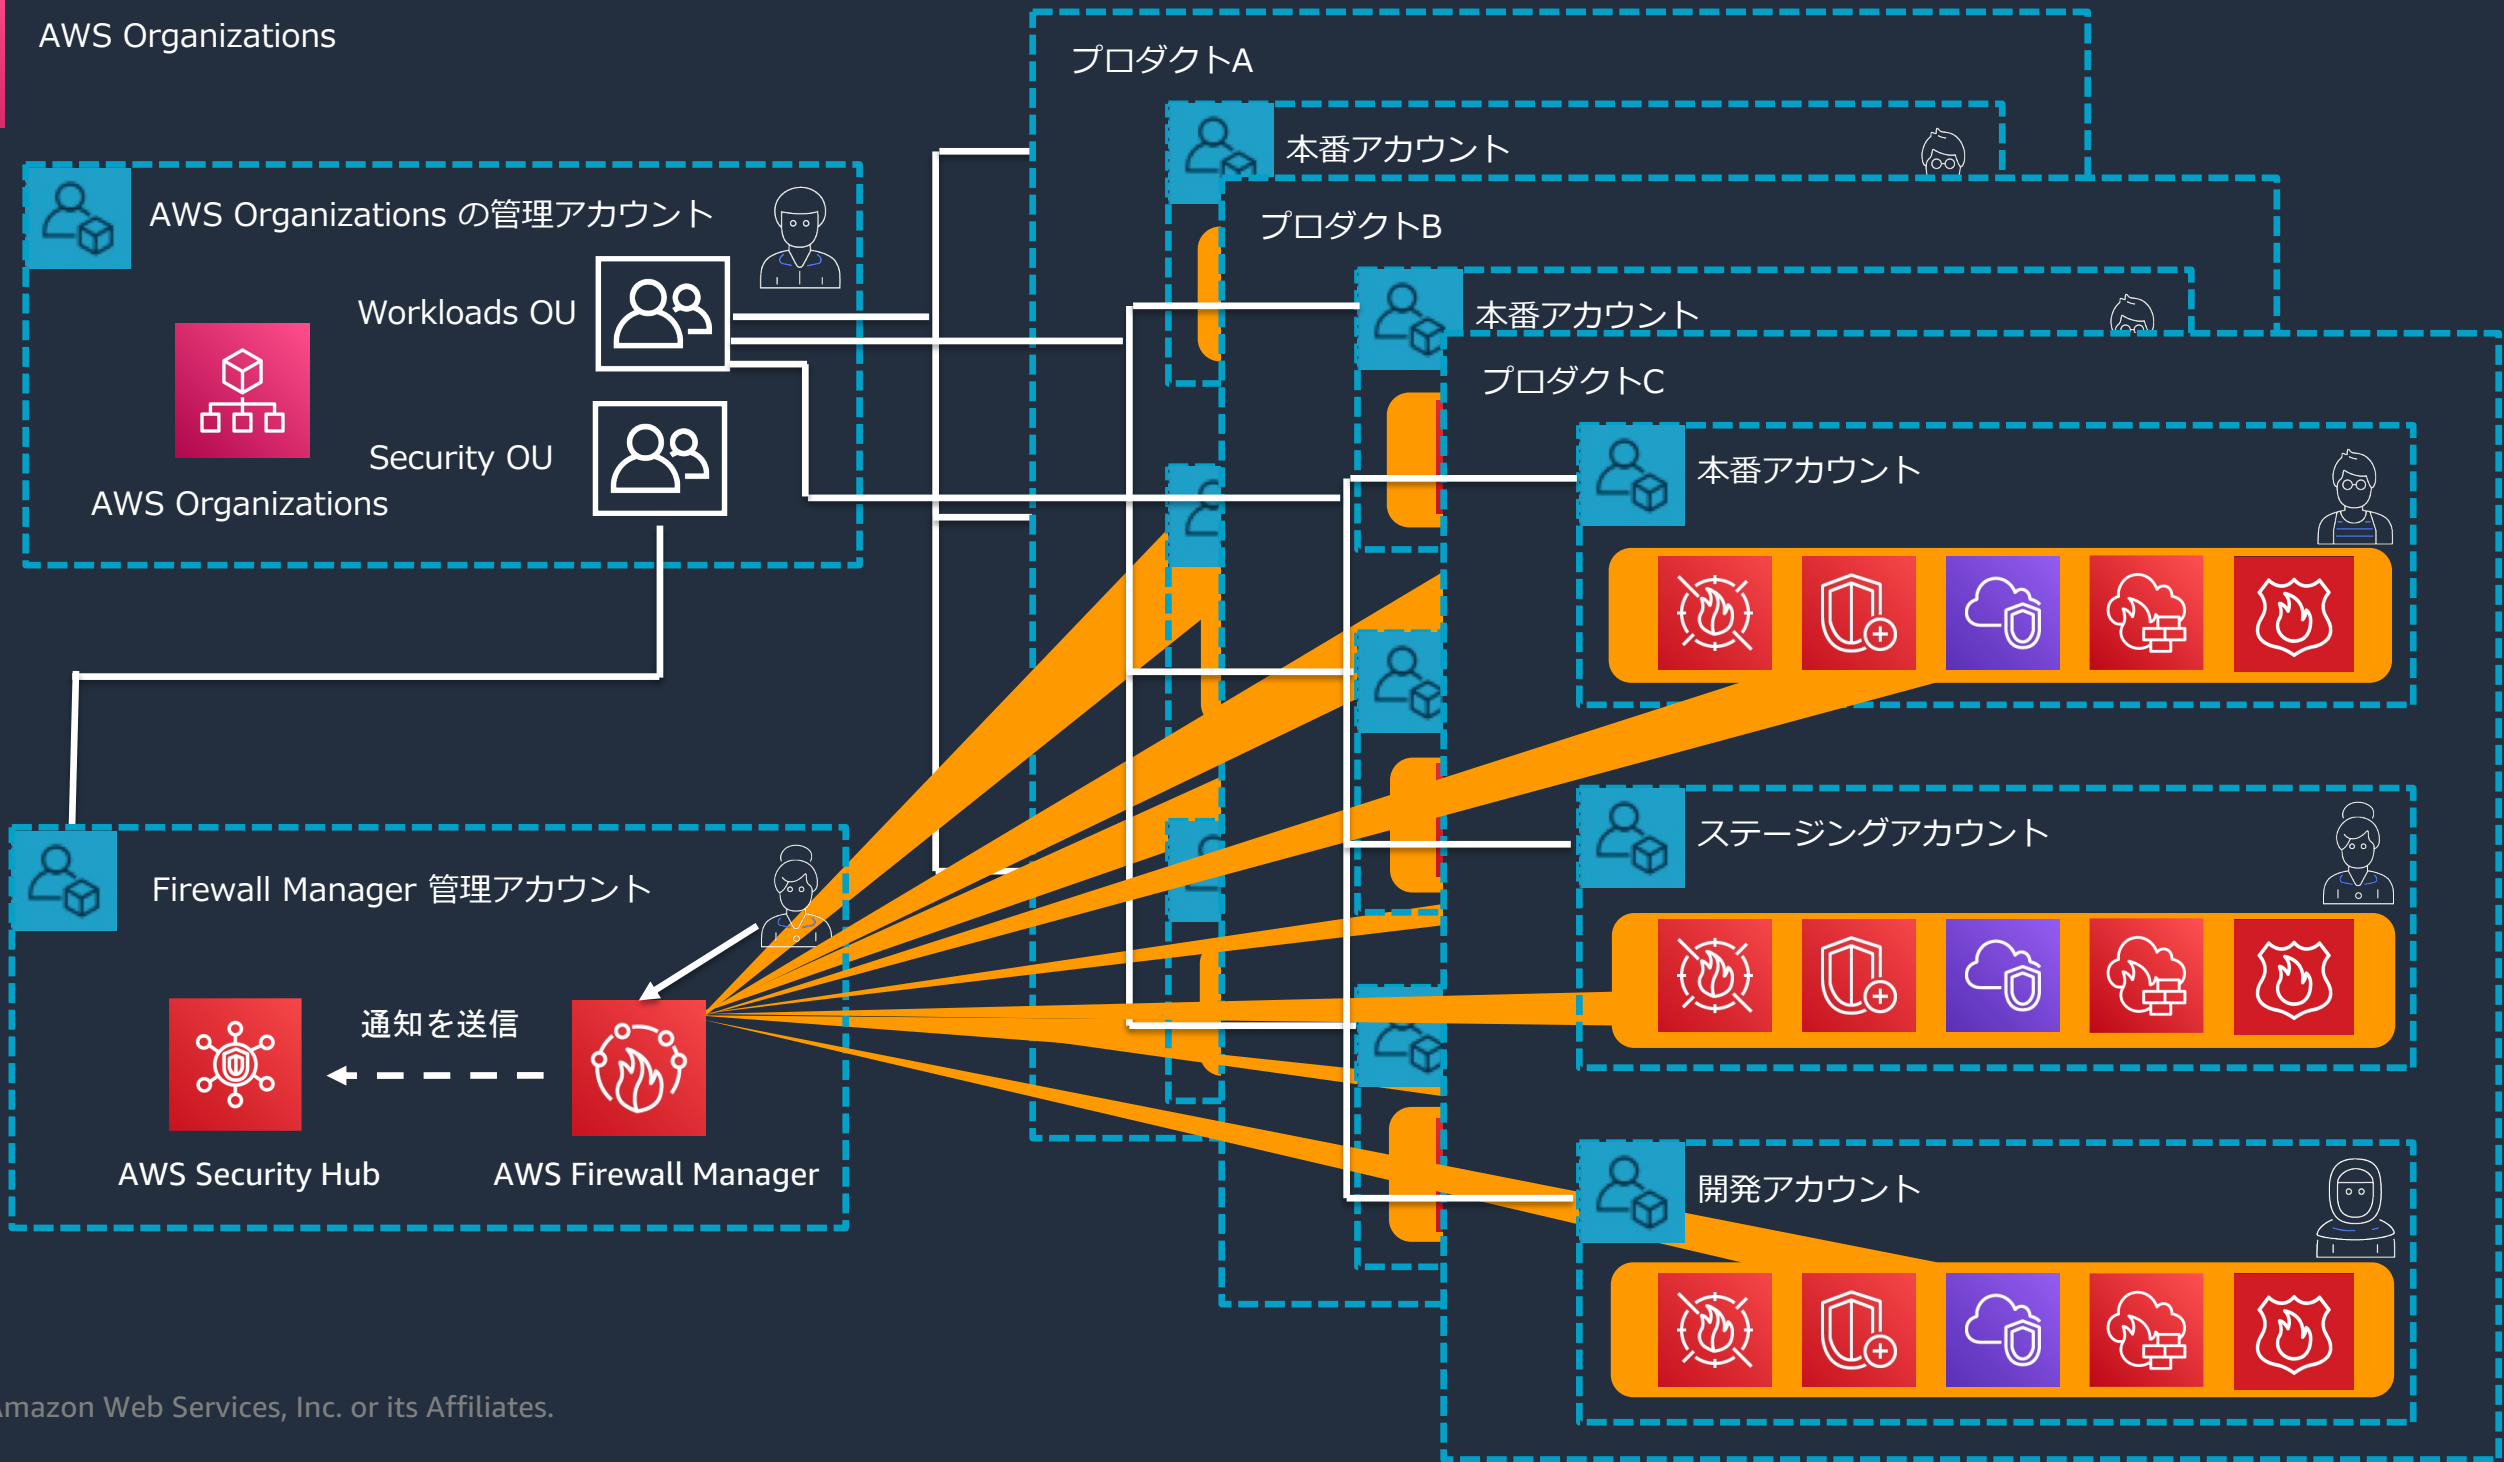 AWS Organizations
プロダクトA
本番アカウント
AWS Organizations の管理アカウント
プロダクトB
Workloads OU
本番アカウント
プロダクトC
Security OU
本番アカウント
AWS Organizations
ステージングアカウント
Firewall Manager 管理アカウント
通知を送信
AWS Security Hub
AWS Firewall Manager
開発アカウント
Amazon Web Services, Inc. or its Affiliates.